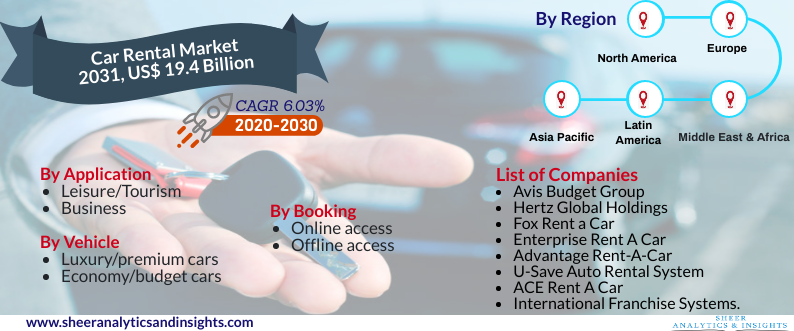 Car Rental Market
2031, US$ 19.4 Billion
CAGR 6.03%
2020-2030
By Region
North America
Europe
Asia Pacific
Latin
America
Middle East & Africa
By Application
• Leisure/Tourism
• Business
By Vehicle
• Luxury/premium cars
• Economy/budget cars
By Booking
• Online access
• Offline access
List of Companies
• Avis Budget Group
• Hertz Global Holdings
• Fox Rent a Car
• Enterprise Rent A Car
• Advantage Rent-A-Car
• U-Save Auto Rental System
• ACE Rent A Car
• International Franchise Systems.
www.sheeranalyticsandinsights.com
SHEER
ANALYTICS & INSIGHTS